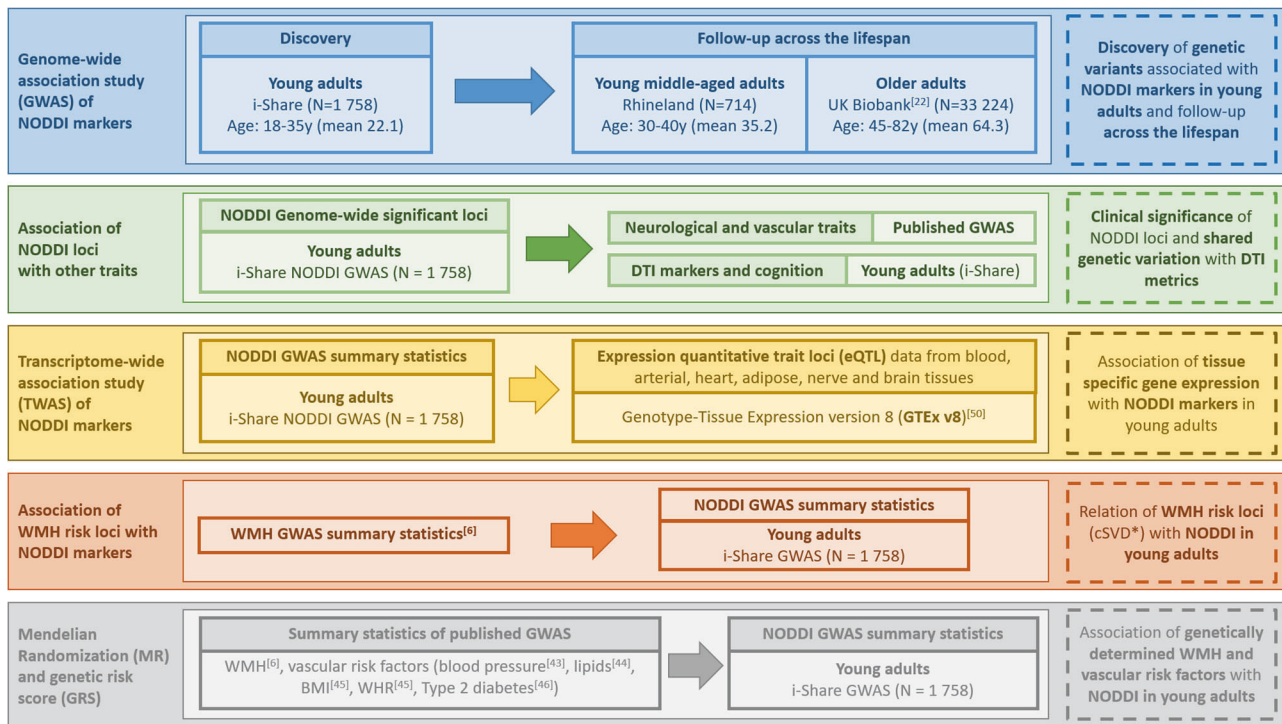 Genome-wide
association study
(GWAS) of
NODDI markers
Discovery
Young adults
i-Share (N=1 758)
Age: 18-35y (mean 22.1)
Follow-up across the lifespan
Young middle-aged adults
Rhineland (N=714)
Age: 30-40y (mean 35.2)
Older adults
UK Biobank[22] (N=33 224)
Age: 45-82y (mean 64.3)
Discovery of genetic
variants associated with
NODDI markers in young
adults and follow-up
across the lifespan
Association of
NODDI loci
with other traits
NODDI Genome-wide significant loci
Young adults
i-Share NODDI GWAS (N = 1 758)
Neurological and vascular traits
Published GWAS
DTI markers and cognition
Young adults (i-Share)
Clinical significance of
NODDI loci and shared
genetic variation with DTI
metrics
Transcriptome-wide
association study
(TWAS) of
NODDI markers
NODDI GWAS summary statistics
Young adults
i-Share NODDI GWAS (N = 1 758)
Expression quantitative trait loci (eQTL) data from blood,
arterial, heart, adipose, nerve and brain tissues
Genotype-Tissue Expression version 8 (GTEx v8)[50]
Association of tissue
specific gene expression
with NODDI markers in
young adults
Association of
WMH risk loci with
NODDI markers
WMH GWAS summary statistics[6]
NODDI GWAS summary statistics
Young adults
i-Share GWAS (N = 1 758)
Relation of WMH risk loci
(cSVD*) with NODDI in
young adults
Mendelian
Randomization (MR)
and genetic risk
score (GRS)
Summary statistics of published GWAS
WMH[6], vascular risk factors (blood pressure[43], lipids[44],
BMI[45], WHR[45], Type 2 diabetes[46])
NODDI GWAS summary statistics
Young adults
i-Share GWAS (N = 1 758)
Association of genetically
determined WMH and
vascular risk factors with
NODDI in young adults